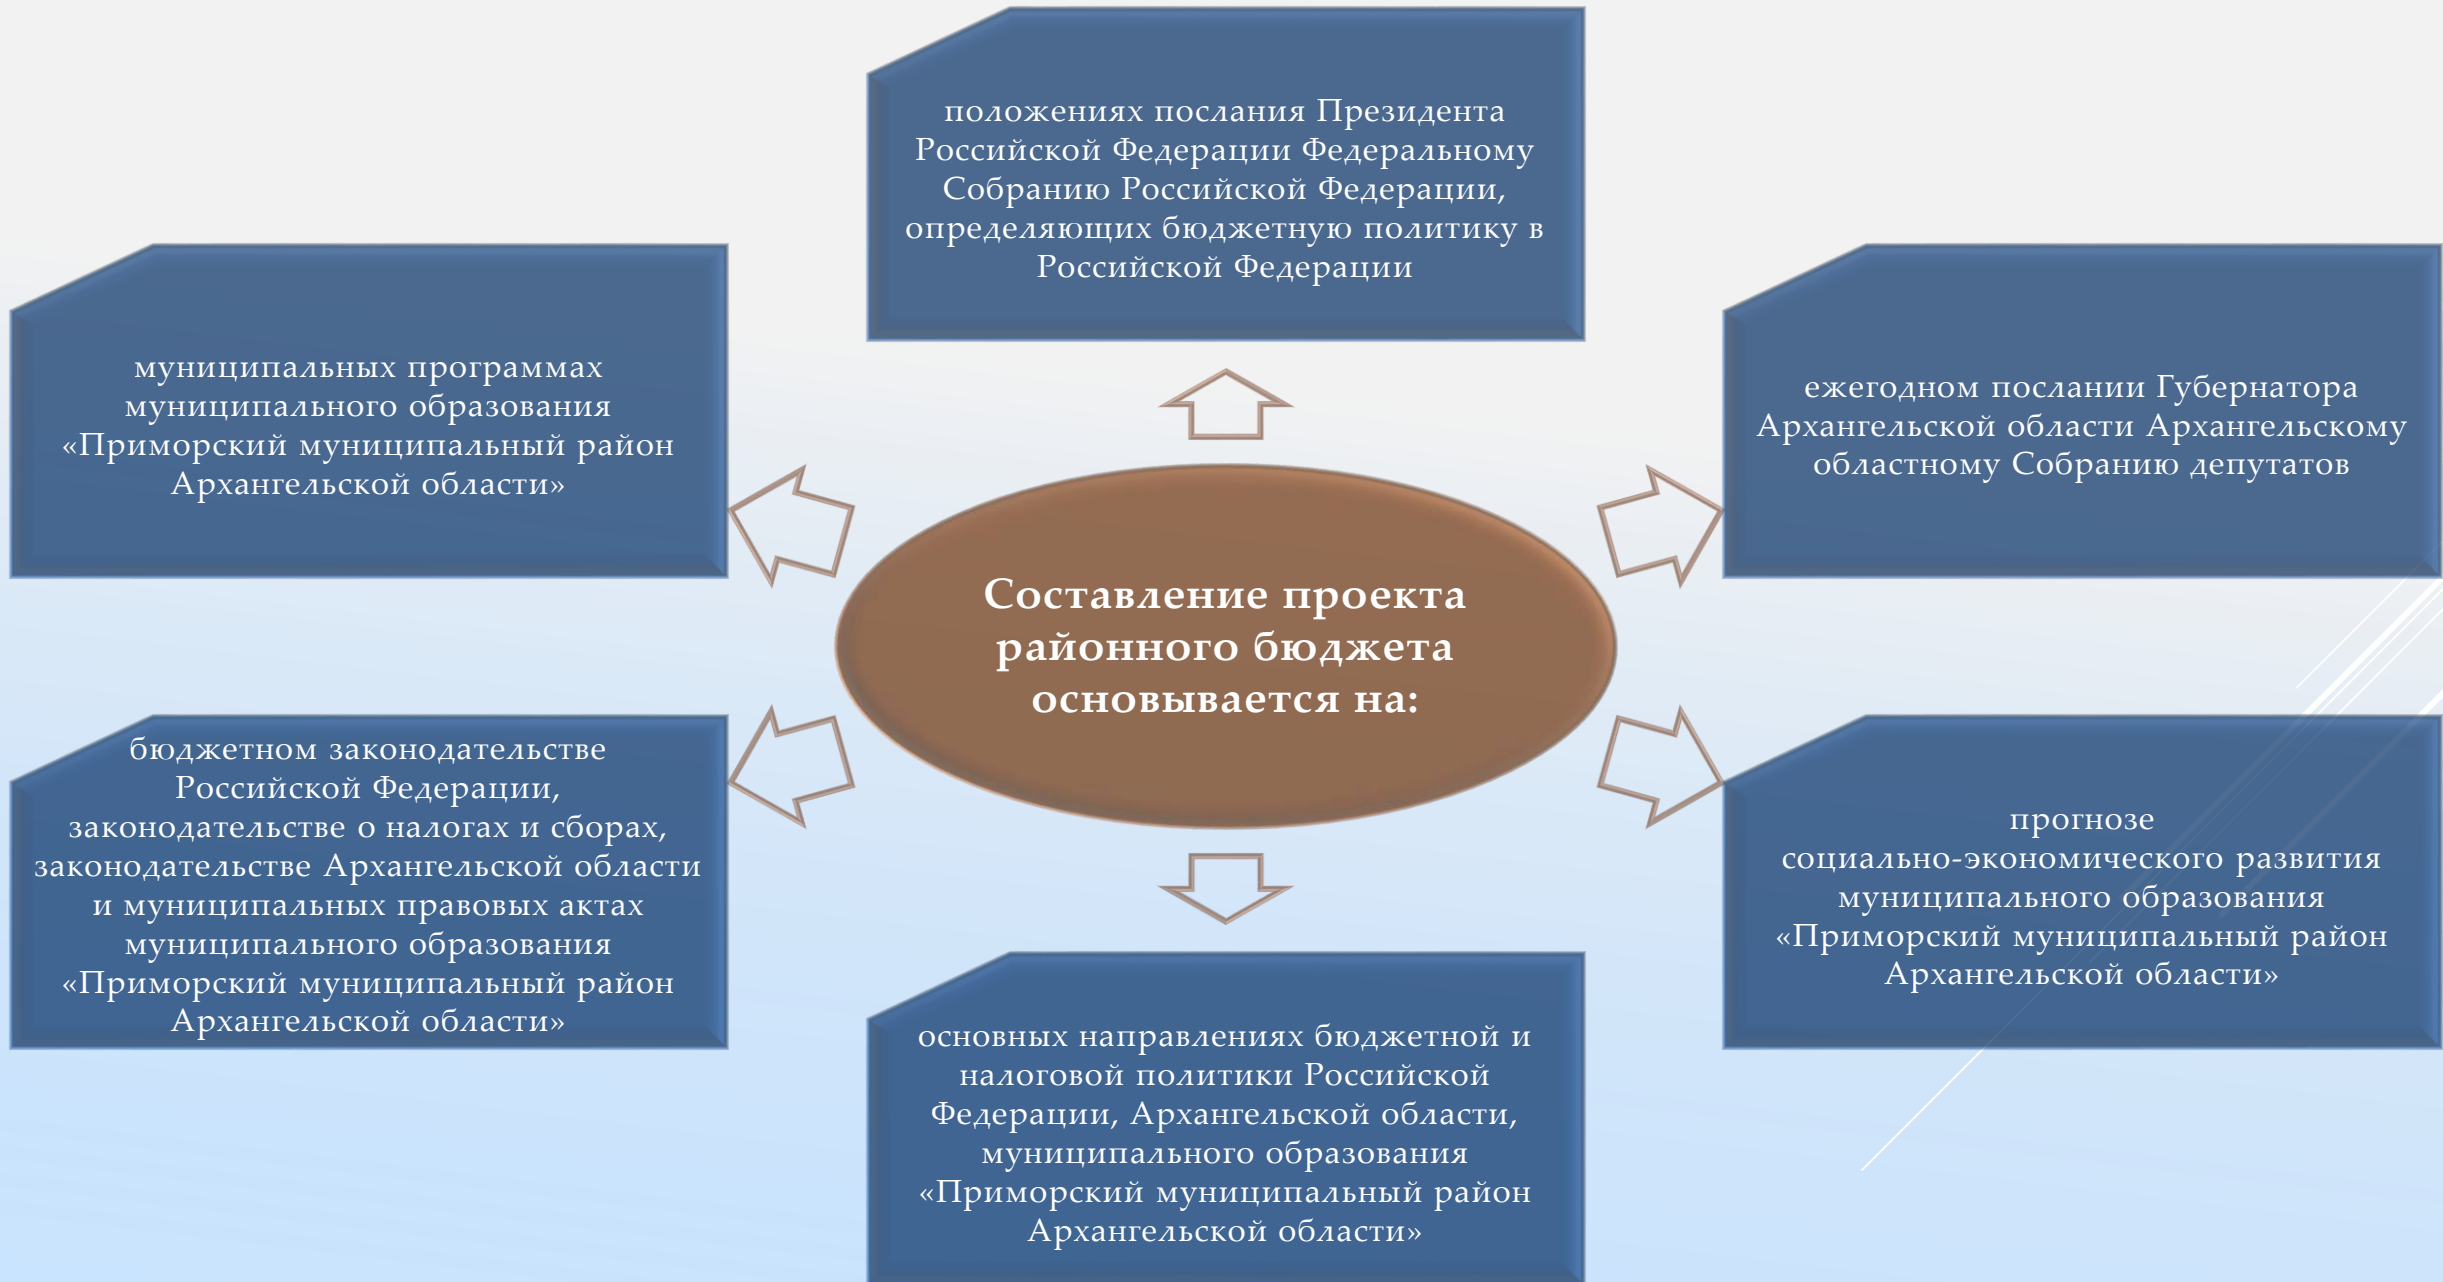 положениях послания Президента
Российской Федерации Федеральному
Собранию Российской Федерации,
определяющих бюджетную политику в
Российской Федерации
муниципальных программах
муниципального образования
«Приморский муниципальный район
Архангельской области»
ежегодном послании Губернатора
Архангельской области Архангельскому
областному Собранию депутатов
Составление проекта
районного бюджета
основывается на:
бюджетном законодательстве
Российской Федерации,
законодательстве о налогах и сборах,
законодательстве Архангельской области
и муниципальных правовых актах
муниципального образования
«Приморский муниципальный район
Архангельской области»
прогнозе
социально-экономического развития
муниципального образования
«Приморский муниципальный район
Архангельской области»
основных направлениях бюджетной и
налоговой политики Российской
Федерации, Архангельской области,
муниципального образования
«Приморский муниципальный район
Архангельской области»